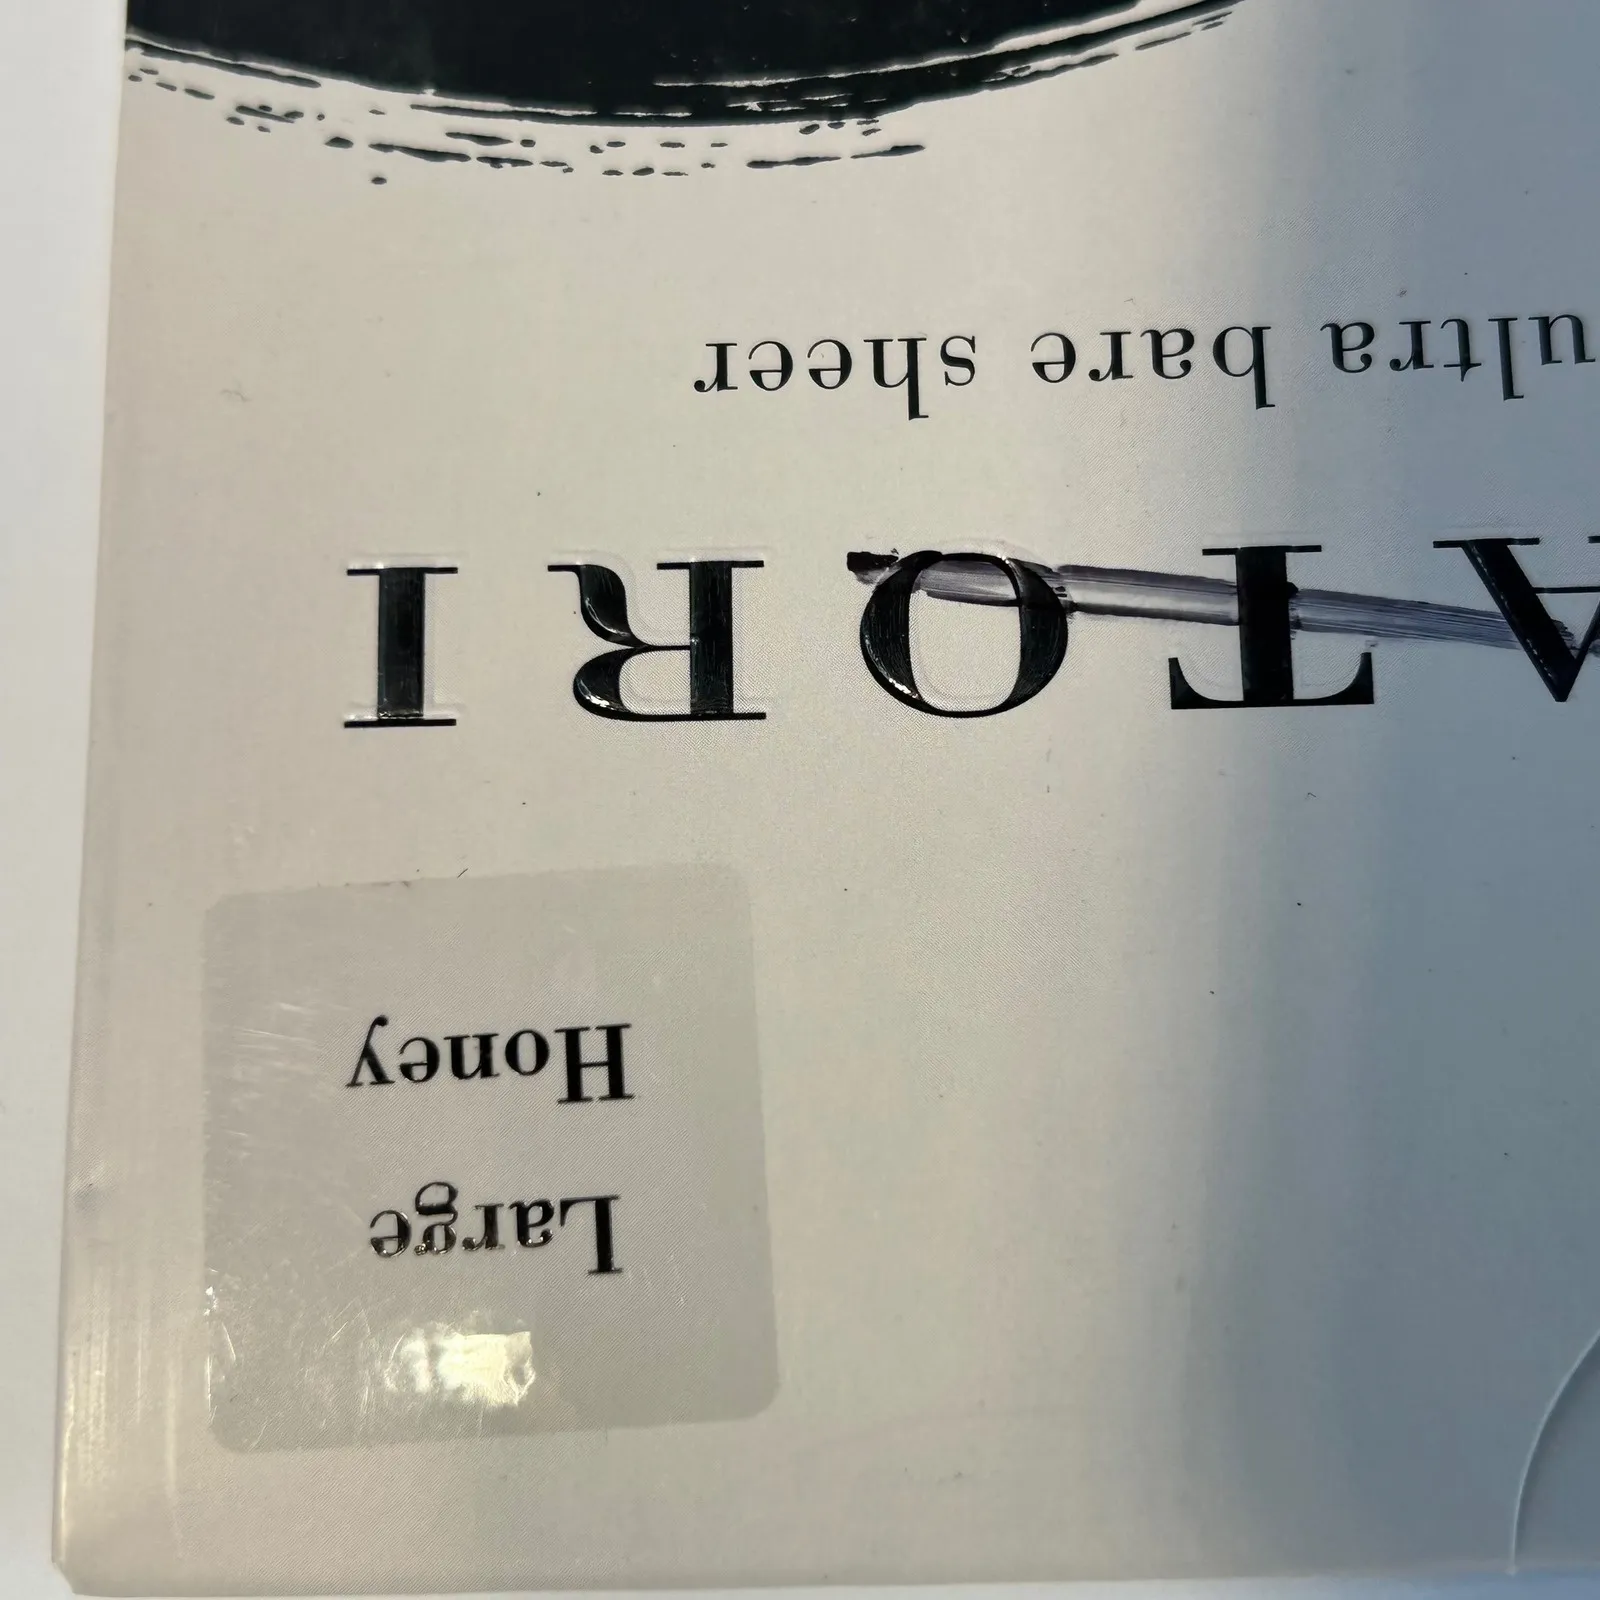 Large
Honey
ATORI
ultra bare sheer